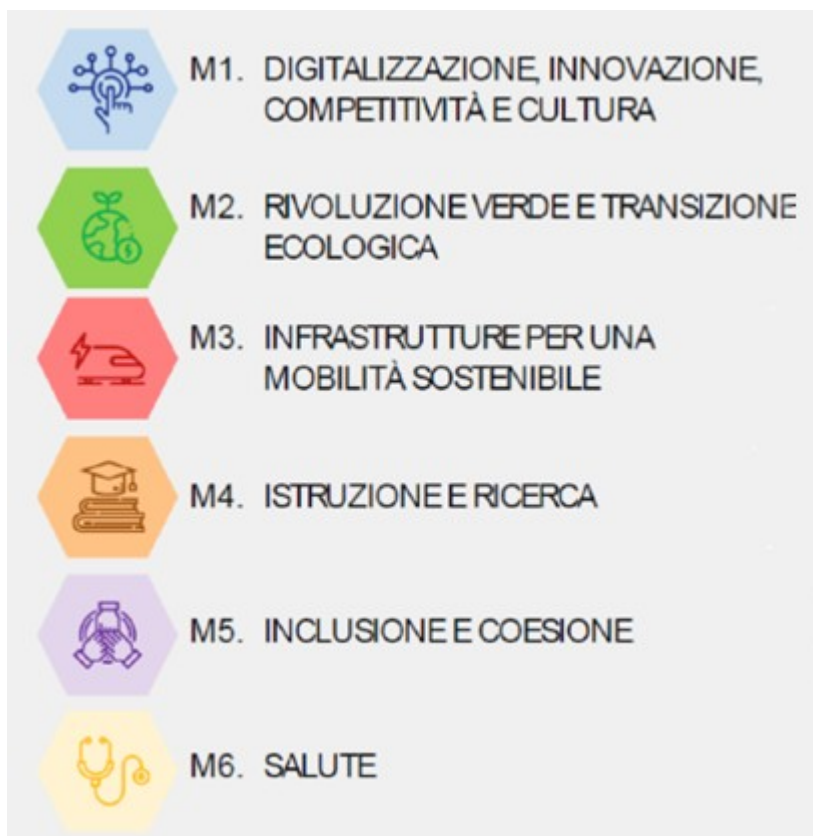 M1. DIGITALIZZAZIONE, INNOVAZIONE,
COMPETITIVITÀ E CULTURA
M2. RIVOLUZIONE VERDE E TRANSIZIONE
ECOLOGICA
M3. INFRASTRUTTURE PER UNA
MOBILITÀ SOSTENIBILE
M4. ISTRUZIONE E RICERCA
M5. INCLUSIONE E COESIONE
M6. SALUTE